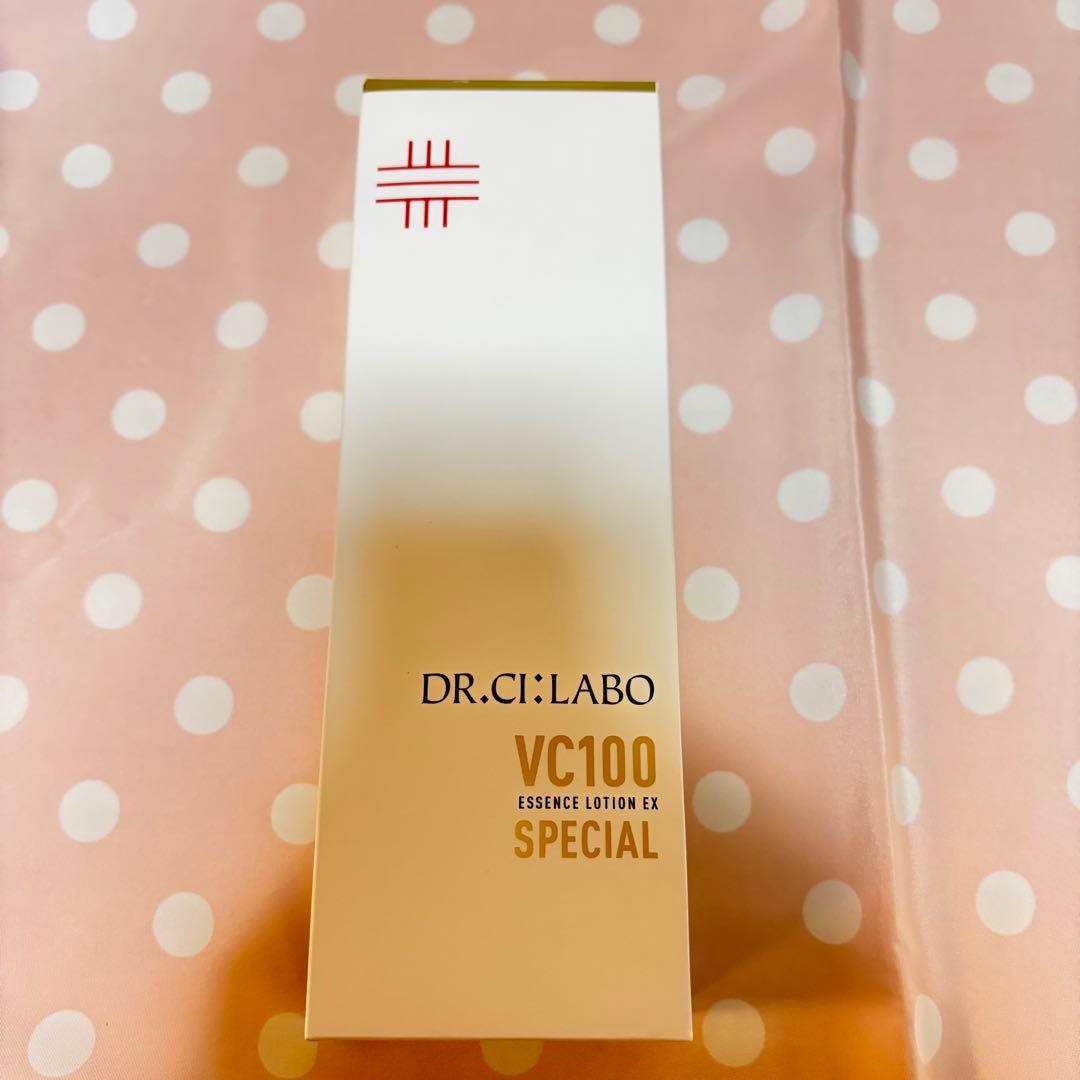 DR.CI:LABO
VC100
ESSENCE LOTION EX
SPECIAL